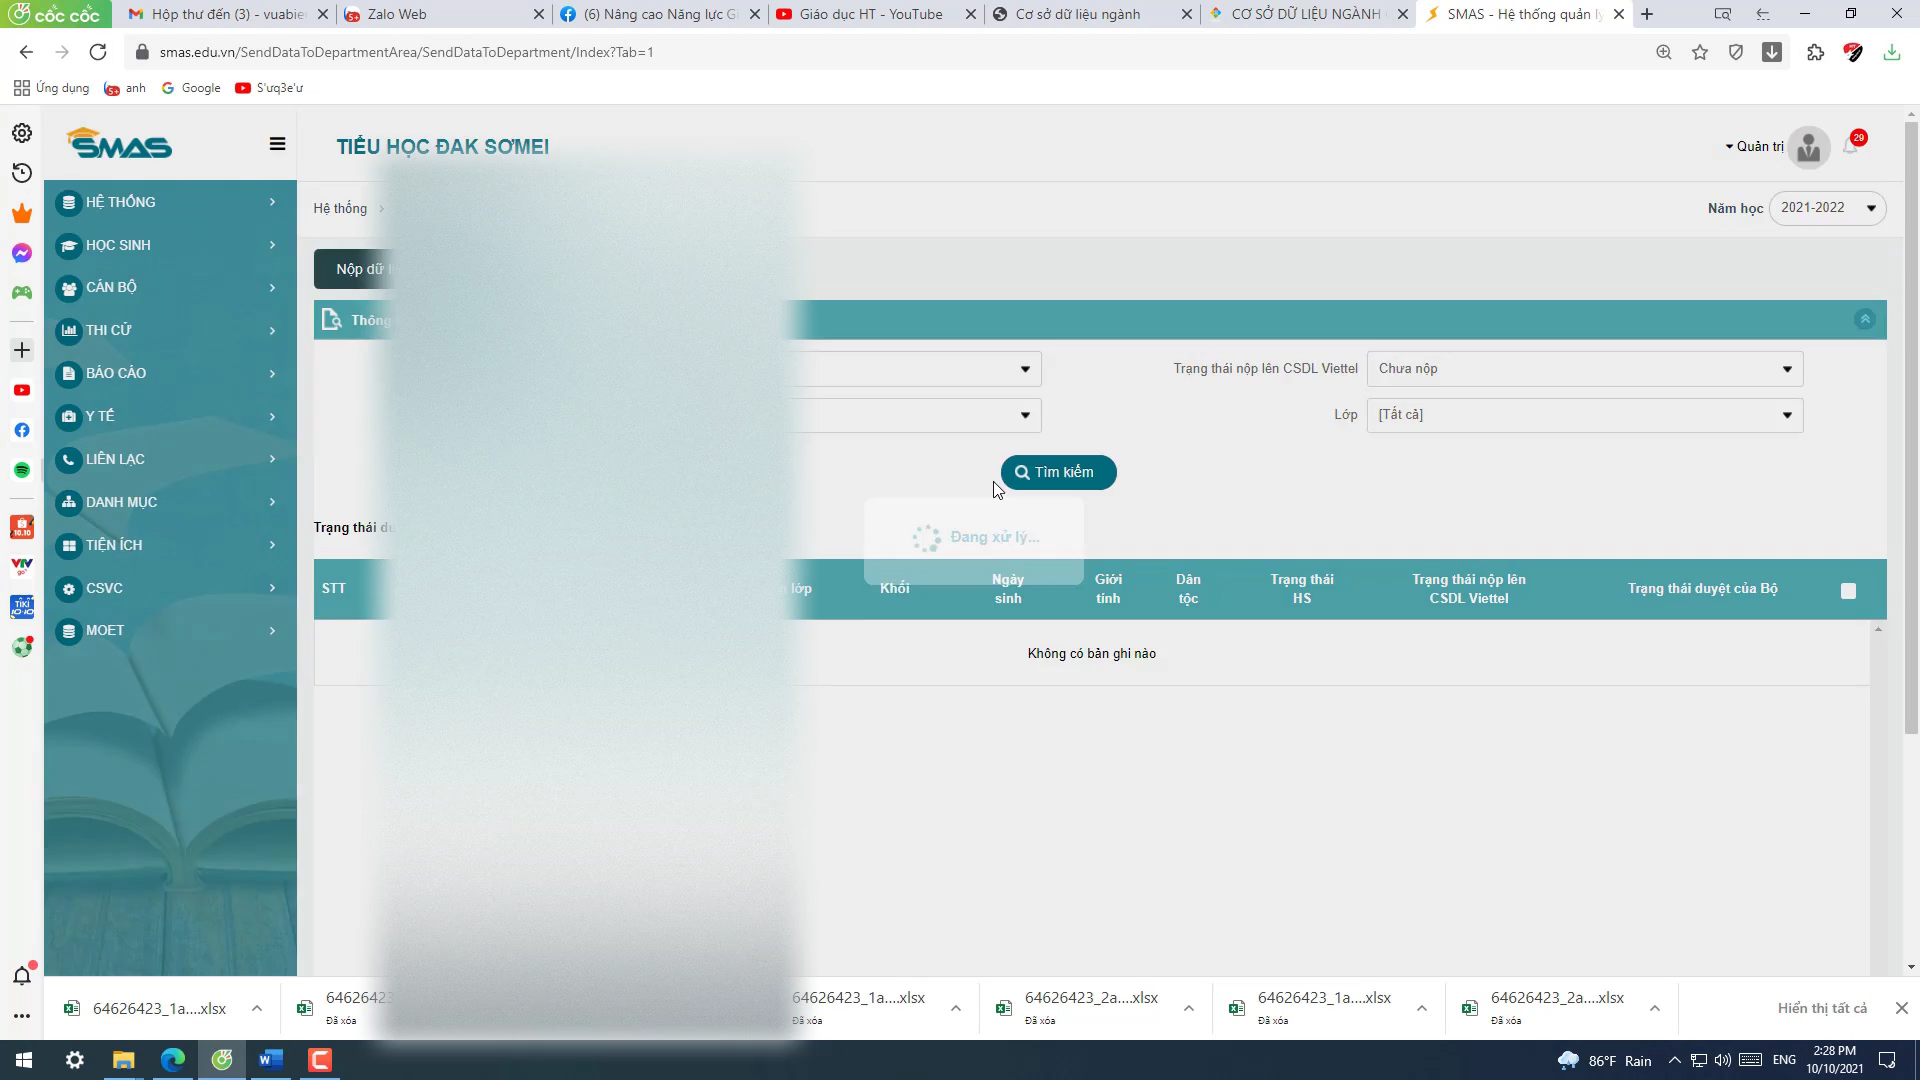 cốc cốc
Hộp thư đến (3) - vuabie
Zalo Web
(6) Nâng cao Năng lực G
Giáo dục HT - YouTube
Cơ sở dữ liệu ngành
CƠ SỞ DỮ LIỆU NGÀNH
SMAS - Hệ thống quản lý
smas.edu.vn/SendDataToDepartmentArea/SendDataToDepartment/Index?Tab=1
Ứng dụng
anh
Google
S'ưq3e'ư
SMAS
TIỂU HỌC ĐAK SƠMEI
Quản trị
29
HỆ THỐNG
HỌC SINH
CÁN BỘ
THI CỬ
BÁO CÁO
Y TẾ
LIÊN LẠC
DANH MỤC
TIỆN ÍCH
CSVC
MOET
Hệ thống
Năm học
2021-2022
Nộp dữ
Thông
Trạng thái nộp lên CSDL Viettel
Chưa nộp
Lớp
[Tất cả]
Tìm kiếm
Trạng thái
Đang xử lý...
STT
lớp
Khối
Ngày sinh
Giới tính
Dân tộc
Trạng thái HS
Trạng thái nộp lên CSDL Viettel
Trạng thái duyệt của Bộ
Không có bản ghi nào
64626423_1a....xlsx
6462642
Đã xóa
64626423_1a....xlsx
Đã xóa
64626423_2a....xlsx
Đã xóa
64626423_1a....xlsx
Đã xóa
64626423_2a....xlsx
Đã xóa
Hiển thị tất cả
86°F Rain
ENG
2:28 PM
10/10/2021